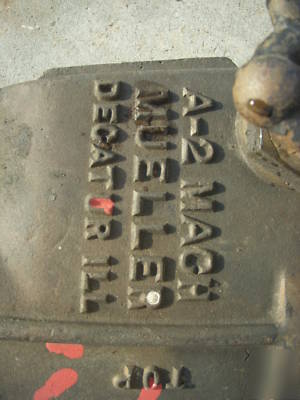 A-2 MACH
MUELLER
DECATUR ILL
TOP